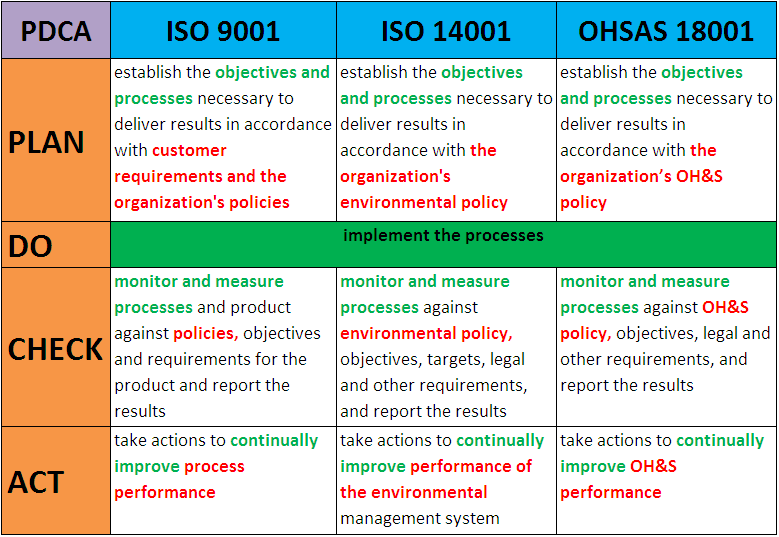 PDCA
ISO 9001
ISO 14001
OHSAS 18001
PLAN
establish the objectives and
processes necessary to
deliver results in accordance
with customer
requirements and the
organization's policies
establish the objectives
and processes necessary to
deliver results in
accordance with the
organization's
environmental policy
establish the objectives
and processes necessary to
deliver results in
accordance with the
organization’s OH&S
policy
DO
implement the processes
CHECK
monitor and measure
processes and product
against policies, objectives
and requirements for the
product and report the
results
monitor and measure
processes against
environmental policy,
objectives, targets, legal
and other requirements,
and report the results
monitor and measure
processes against OH&S
policy, objectives, legal and
other requirements, and
report the results
ACT
take actions to continually
improve process
performance
take actions to continually
improve performance of
the environmental
management system
take actions to continually
improve OH&S
performance